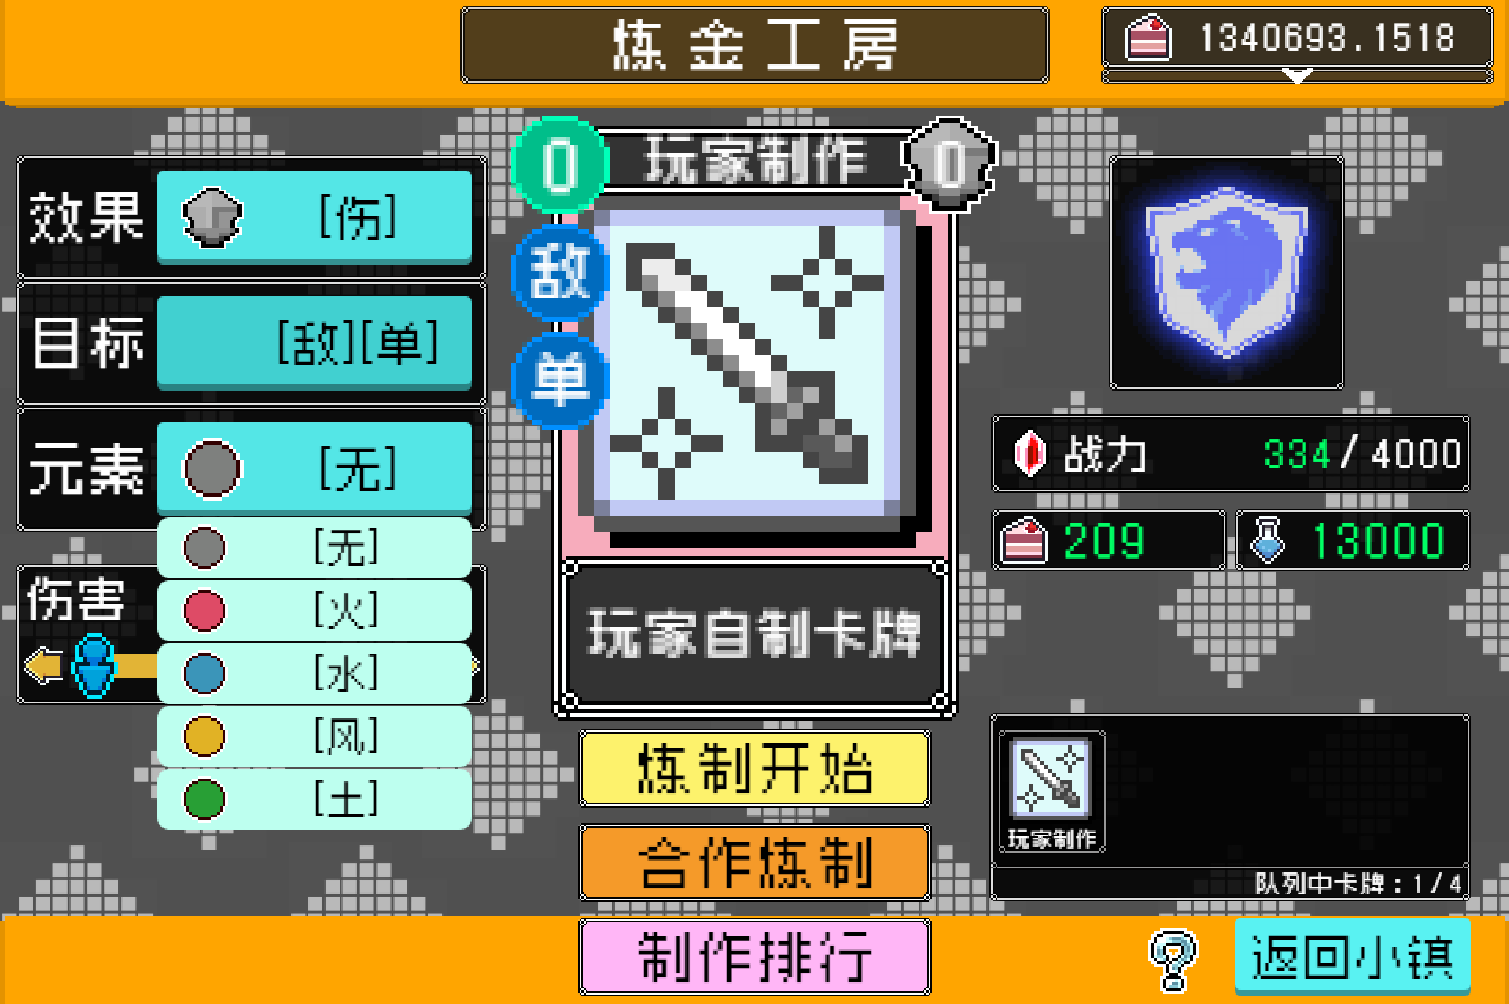 炼金工房
1340693.1518
效果
[伤]
目标
[敌][单]
元素
[无]
[无]
[火]
[水]
[风]
[土]
伤害
0
玩家制作
0
敌
单
玩家自制卡牌
炼制开始
合作炼制
制作排行
战力
334/4000
209
13000
玩家制作
队列中卡牌：1/4
返回小镇